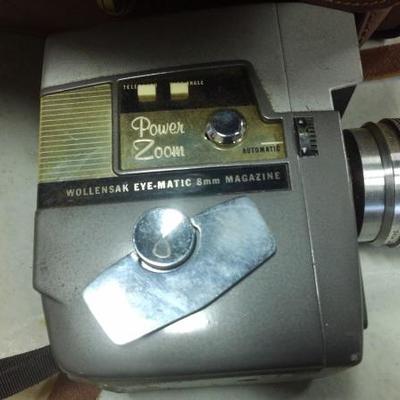 Power
Zoom
AUTOMATIC
WOLLENSAK EYE-MATIC 8mm MAGAZINE